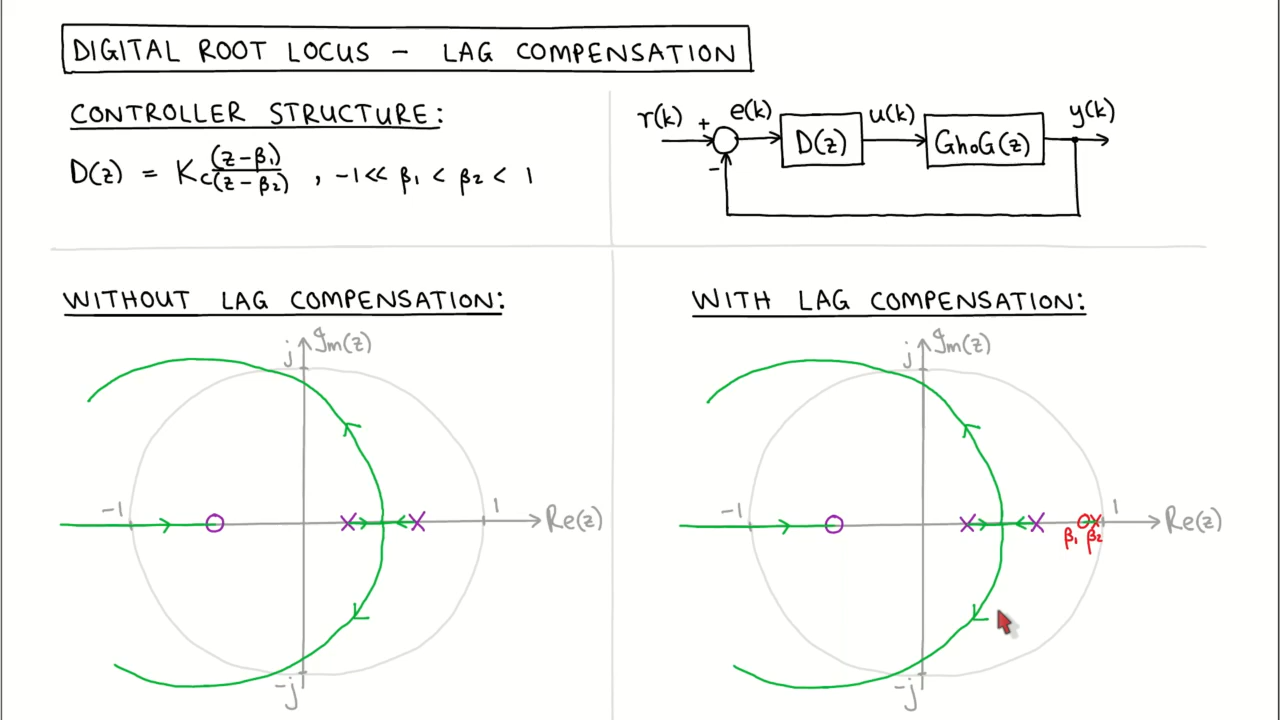 DIGITAL ROOT LOCUS - LAG COMPENSATION
CONTROLLER STRUCTURE:
D(z) = Kc (z-β₁)/(z-β₂) , -1 << β₁ < β₂ < 1
r(k) + e(k) D(z) u(k) GhoG(z) y(k)
-
WITHOUT LAG COMPENSATION:
j Im(z)
-1 1 Re(z)
-j
WITH LAG COMPENSATION:
j Im(z)
-1 1 Re(z)
β₁ β₂
-j